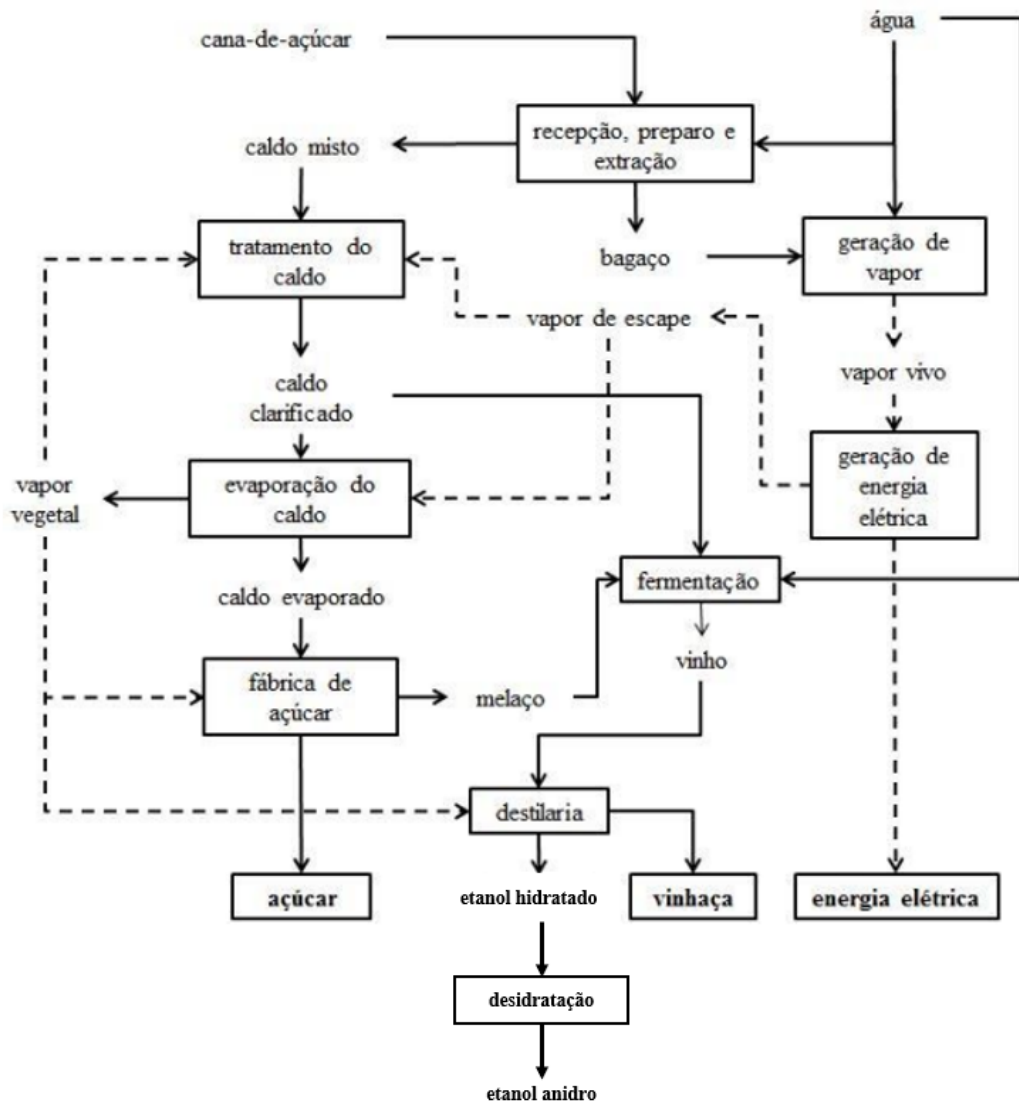 água
cana-de-açúcar
recepção, preparo e
extração
caldo misto
tratamento do
caldo
bagaço
geração de
vapor
vapor de escape
vapor vivo
caldo
clarificado
geração de
energia
elétrica
vapor
vegetal
evaporação do
caldo
fermentação
caldo evaporado
vinho
fábrica de
açúcar
melaço
destilaria
açúcar
etanol hidratado
vinhaça
energia elétrica
desidratação
etanol anidro